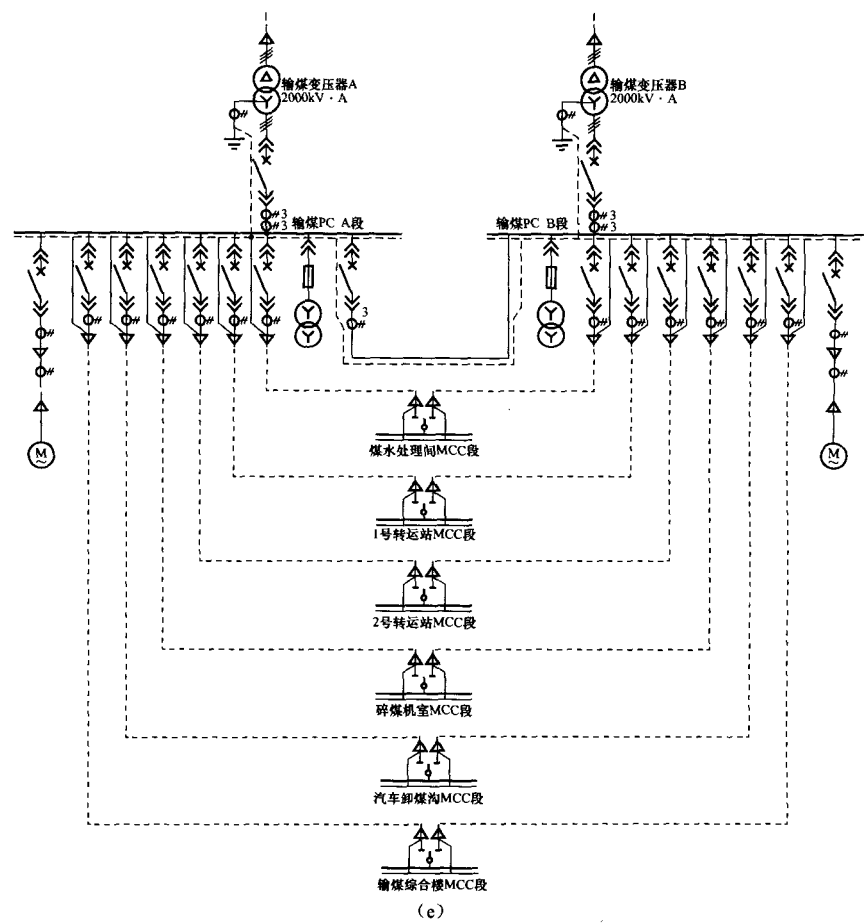 输煤变压器A
2000kV·A
输煤变压器B
2000kV·A
3
3
输煤PC A段
输煤PC B段
3
3
3
M
~
M
~
煤水处理间MCC段
1号转运站MCC段
2号转运站MCC段
碎煤机室MCC段
汽车卸煤沟MCC段
输煤综合楼MCC段
(e)